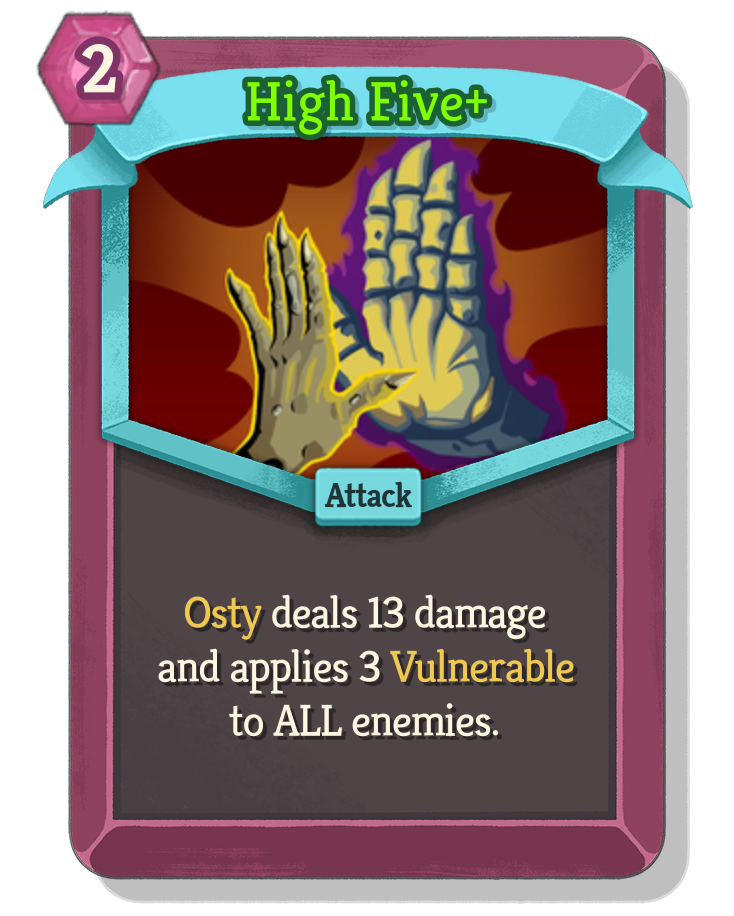 2
High Five+
Attack
Osty deals 13 damage
and applies 3 Vulnerable
to ALL enemies.